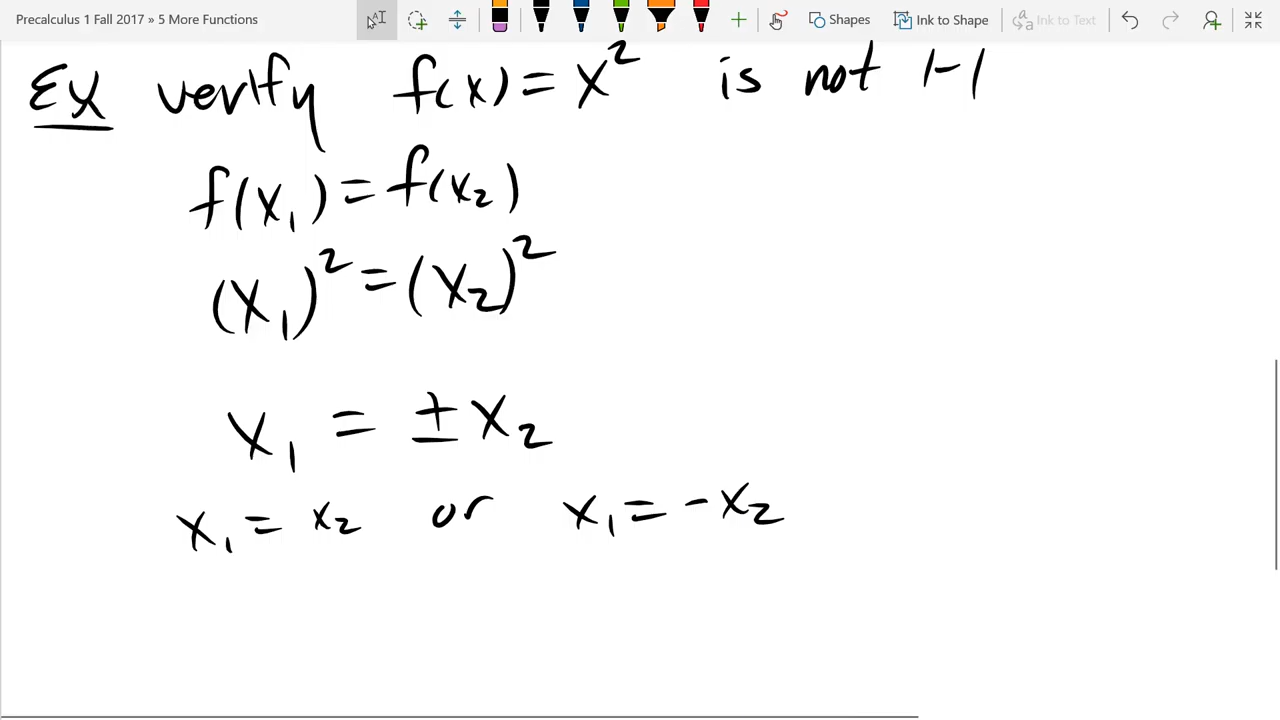 Precalculus 1 Fall 2017 » 5 More Functions Shapes Ink to Shape Ink to Text
Ex verify f(x) = x² is not 1-1
f(x₁) = f(x₂)
(x₁)² = (x₂)²
x₁ = ± x₂
x₁ = x₂ or x₁ = -x₂